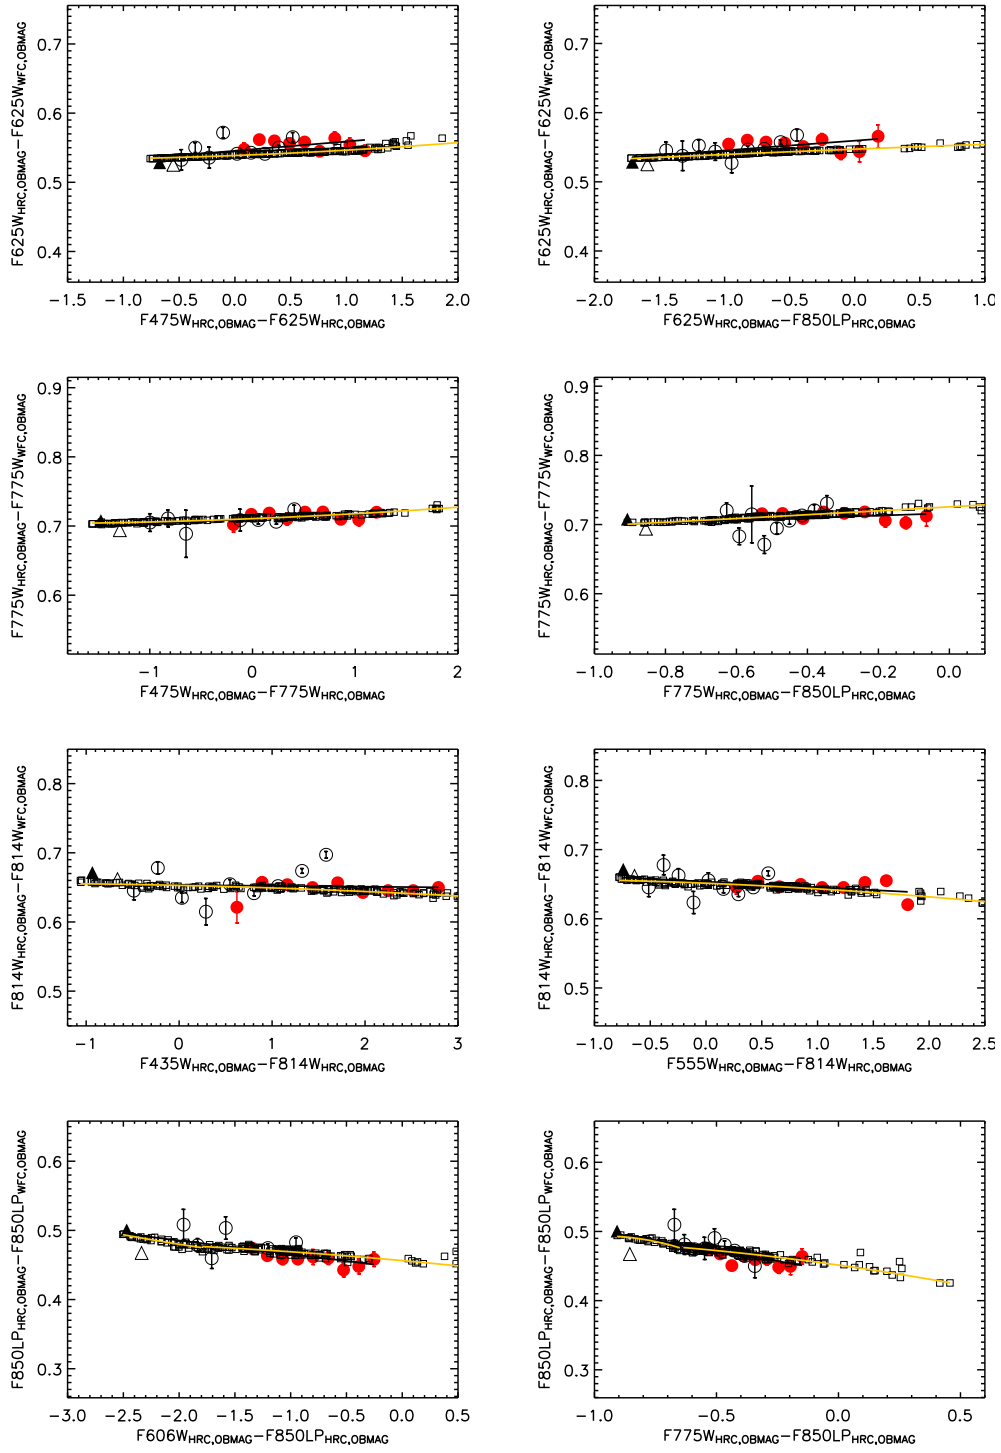 0.7
0.6
0.5
0.4
F625W_HRC,OBMAG−F625W_WFC,OBMAG
−1.5 −1.0 −0.5 0.0 0.5 1.0 1.5 2.0
F475W_HRC,OBMAG−F625W_HRC,OBMAG
0.7
0.6
0.5
0.4
F625W_HRC,OBMAG−F625W_WFC,OBMAG
−2.0 −1.5 −1.0 −0.5 0.0 0.5 1.0
F625W_HRC,OBMAG−F850LP_HRC,OBMAG
0.9
0.8
0.7
0.6
F775W_HRC,OBMAG−F775W_WFC,OBMAG
−1 0 1 2
F475W_HRC,OBMAG−F775W_HRC,OBMAG
0.9
0.8
0.7
0.6
F775W_HRC,OBMAG−F775W_WFC,OBMAG
−1.0 −0.8 −0.6 −0.4 −0.2 0.0
F775W_HRC,OBMAG−F850LP_HRC,OBMAG
0.8
0.7
0.6
0.5
F814W_HRC,OBMAG−F814W_WFC,OBMAG
−1 0 1 2 3
F435W_HRC,OBMAG−F814W_HRC,OBMAG
0.8
0.7
0.6
0.5
F814W_HRC,OBMAG−F814W_WFC,OBMAG
−1.0 −0.5 0.0 0.5 1.0 1.5 2.0 2.5
F555W_HRC,OBMAG−F814W_HRC,OBMAG
0.6
0.5
0.4
0.3
F850LP_HRC,OBMAG−F850LP_WFC,OBMAG
−3.0 −2.5 −2.0 −1.5 −1.0 −0.5 0.0 0.5
F606W_HRC,OBMAG−F850LP_HRC,OBMAG
0.6
0.5
0.4
0.3
F850LP_HRC,OBMAG−F850LP_WFC,OBMAG
−1.0 −0.5 0.0 0.5
F775W_HRC,OBMAG−F850LP_HRC,OBMAG